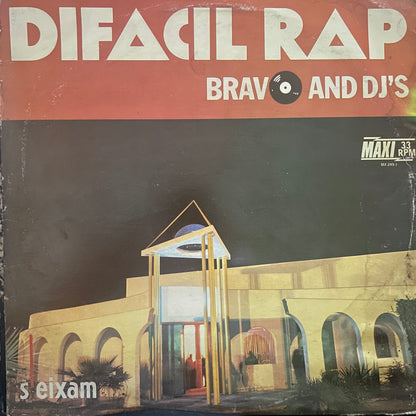 DIFACIL RAP
BRAVO AND DJ'S
MAXI 33 RPM
s eixam